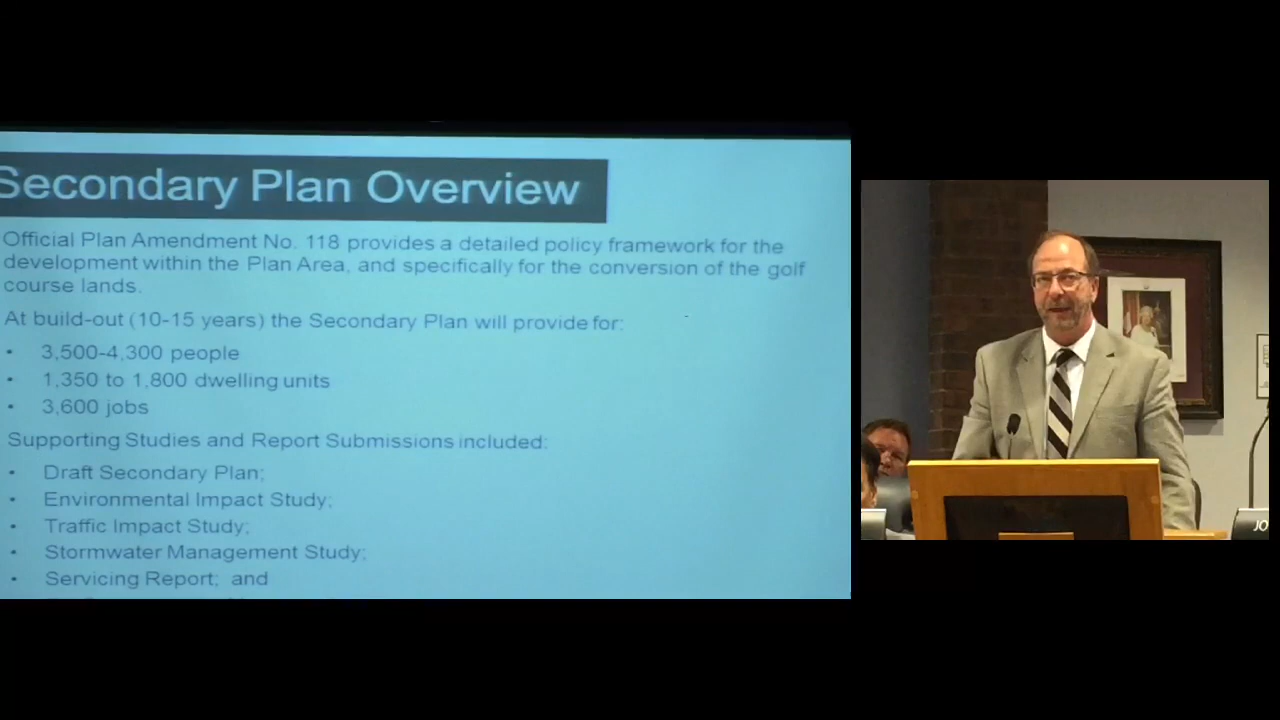 Secondary Plan Overview
Official Plan Amendment No. 118 provides a detailed policy framework for the
development within the Plan Area, and specifically for the conversion of the golf
course lands.
At build-out (10-15 years) the Secondary Plan will provide for:
• 3,500-4,300 people
• 1,350 to 1,800 dwelling units
• 3,600 jobs
Supporting Studies and Report Submissions included:
• Draft Secondary Plan;
• Environmental Impact Study;
• Traffic Impact Study;
• Stormwater Management Study;
• Servicing Report; and
JO